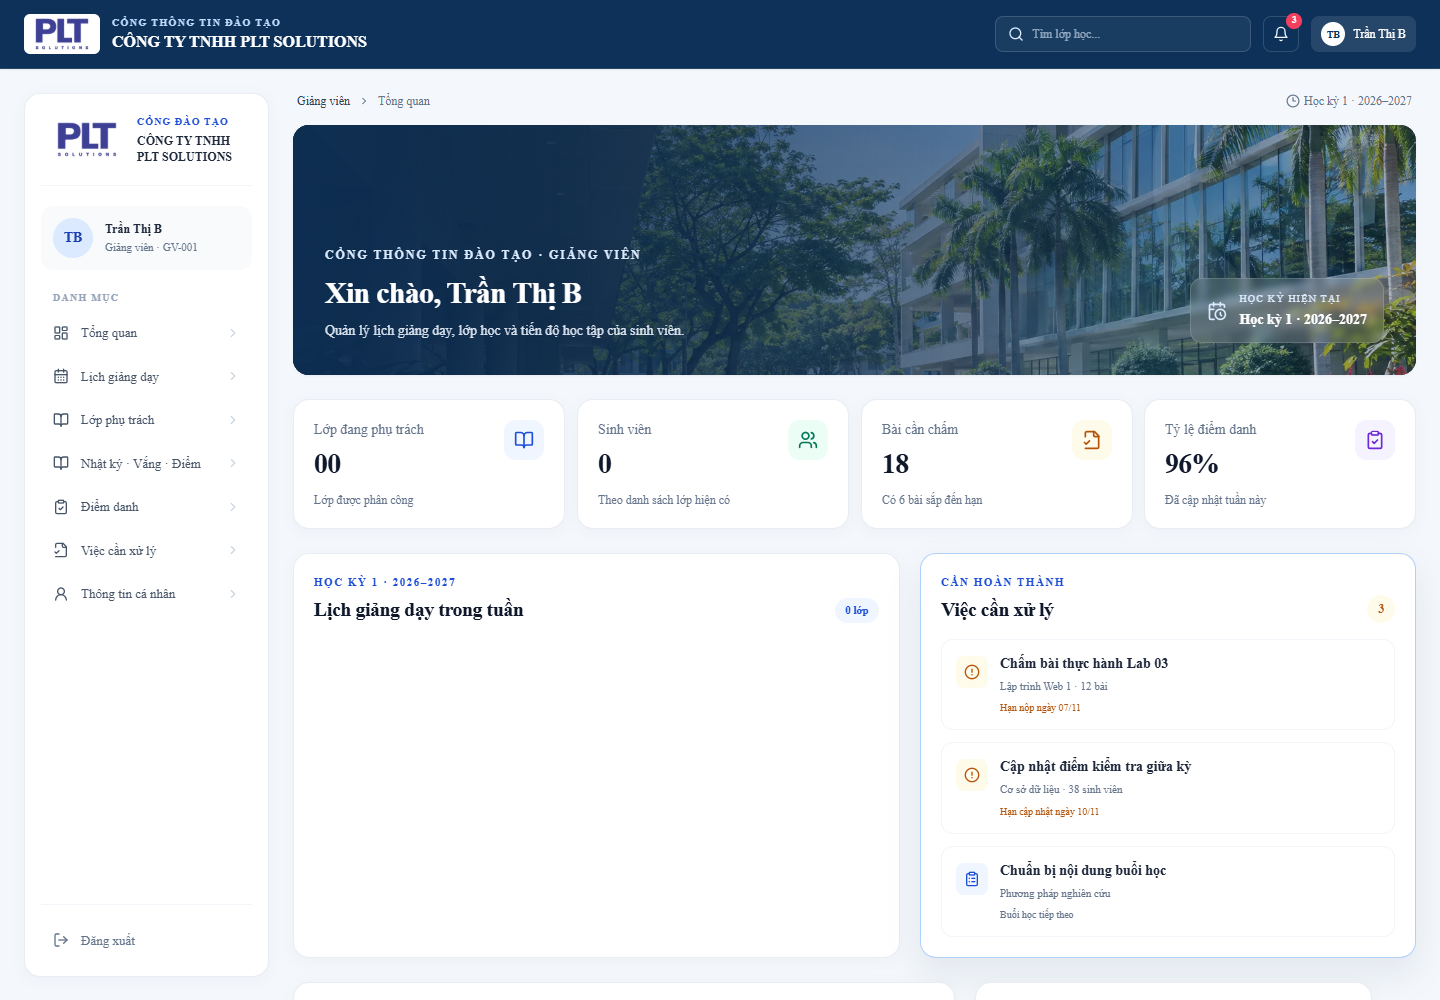 PLT
SOLUTIONS
CỔNG THÔNG TIN ĐÀO TẠO
CÔNG TY TNHH PLT SOLUTIONS
Tìm lớp học...
3
TB
Trần Thị B
PLT
SOLUTIONS
CỔNG ĐÀO TẠO
CÔNG TY TNHH
PLT SOLUTIONS
TB
Trần Thị B
Giảng viên · GV-001
DANH MỤC
Tổng quan
Lịch giảng dạy
Lớp phụ trách
Nhật ký · Vắng · Điểm
Điểm danh
Việc cần xử lý
Thông tin cá nhân
Đăng xuất
Giảng viên
Tổng quan
Học kỳ 1 · 2026–2027
CỔNG THÔNG TIN ĐÀO TẠO · GIẢNG VIÊN
Xin chào, Trần Thị B
Quản lý lịch giảng dạy, lớp học và tiến độ học tập của sinh viên.
HỌC KỲ HIỆN TẠI
Học kỳ 1 · 2026–2027
Lớp đang phụ trách
00
Lớp được phân công
Sinh viên
0
Theo danh sách lớp hiện có
Bài cần chấm
18
Có 6 bài sắp đến hạn
Tỷ lệ điểm danh
96%
Đã cập nhật tuần này
HỌC KỲ 1 · 2026–2027
Lịch giảng dạy trong tuần
0 lớp
CẦN HOÀN THÀNH
Việc cần xử lý
3
Chấm bài thực hành Lab 03
Lập trình Web 1 · 12 bài
Hạn nộp ngày 07/11
Cập nhật điểm kiểm tra giữa kỳ
Cơ sở dữ liệu · 38 sinh viên
Hạn cập nhật ngày 10/11
Chuẩn bị nội dung buổi học
Phương pháp nghiên cứu
Buổi học tiếp theo